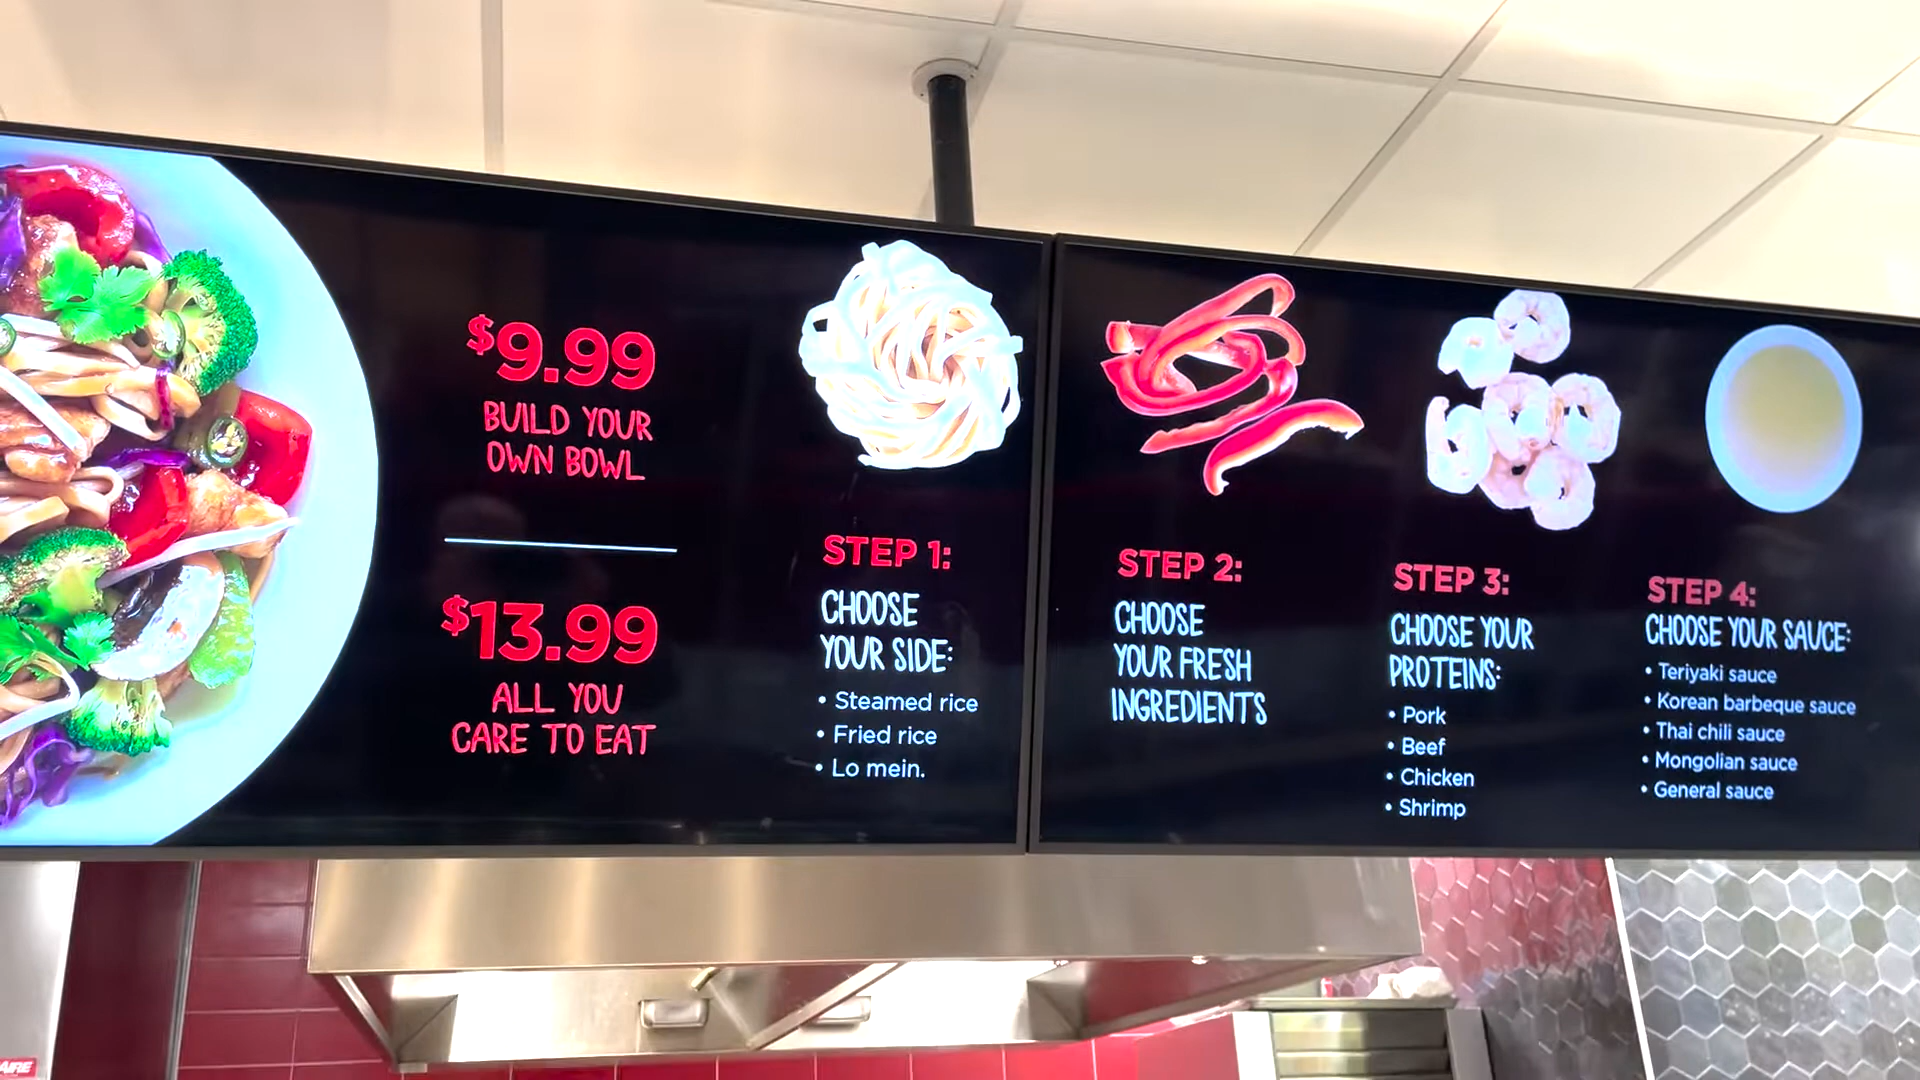 $9.99
BUILD YOUR
OWN BOWL
$13.99
ALL YOU
CARE TO EAT
STEP 1:
CHOOSE
YOUR SIDE:
• Steamed rice
• Fried rice
• Lo mein.
STEP 2:
CHOOSE
YOUR FRESH
INGREDIENTS
STEP 3:
CHOOSE YOUR
PROTEINS:
• Pork
• Beef
• Chicken
• Shrimp
STEP 4:
CHOOSE YOUR SAUCE:
• Teriyaki sauce
• Korean barbeque sauce
• Thai chili sauce
• Mongolian sauce
• General sauce